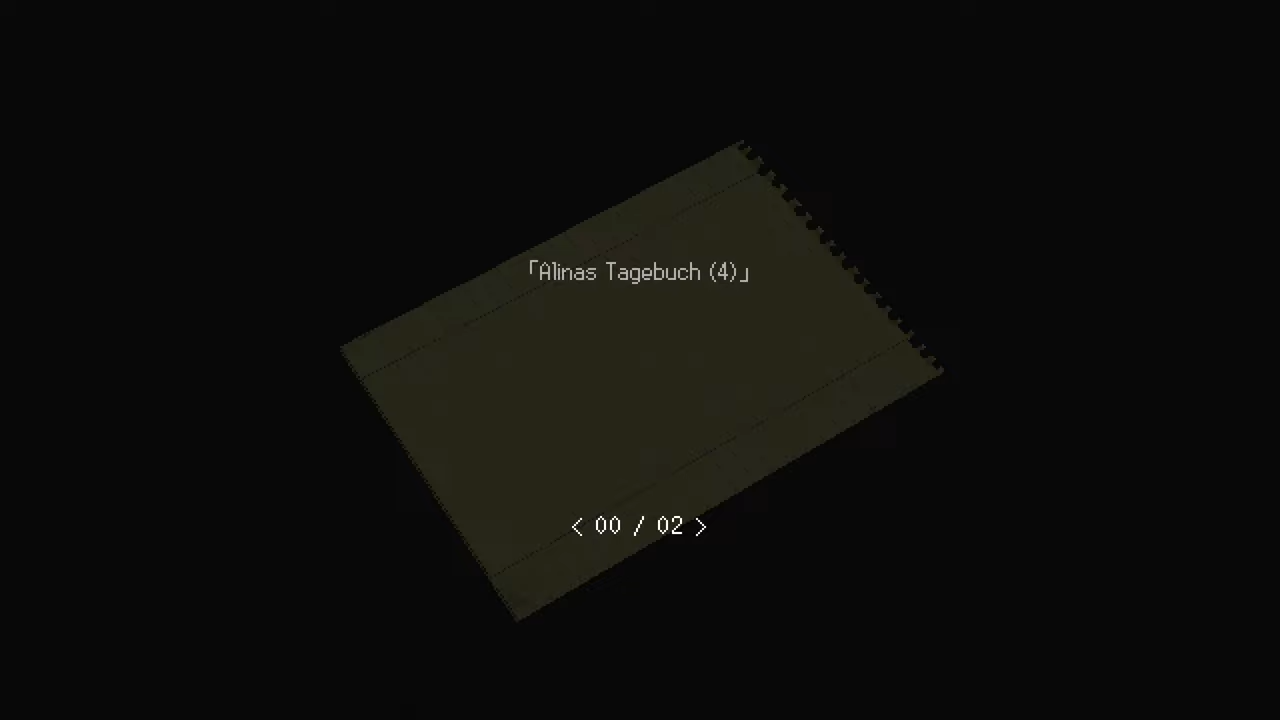 「Alinas Tagebuch (4)」
< 00 / 02 >